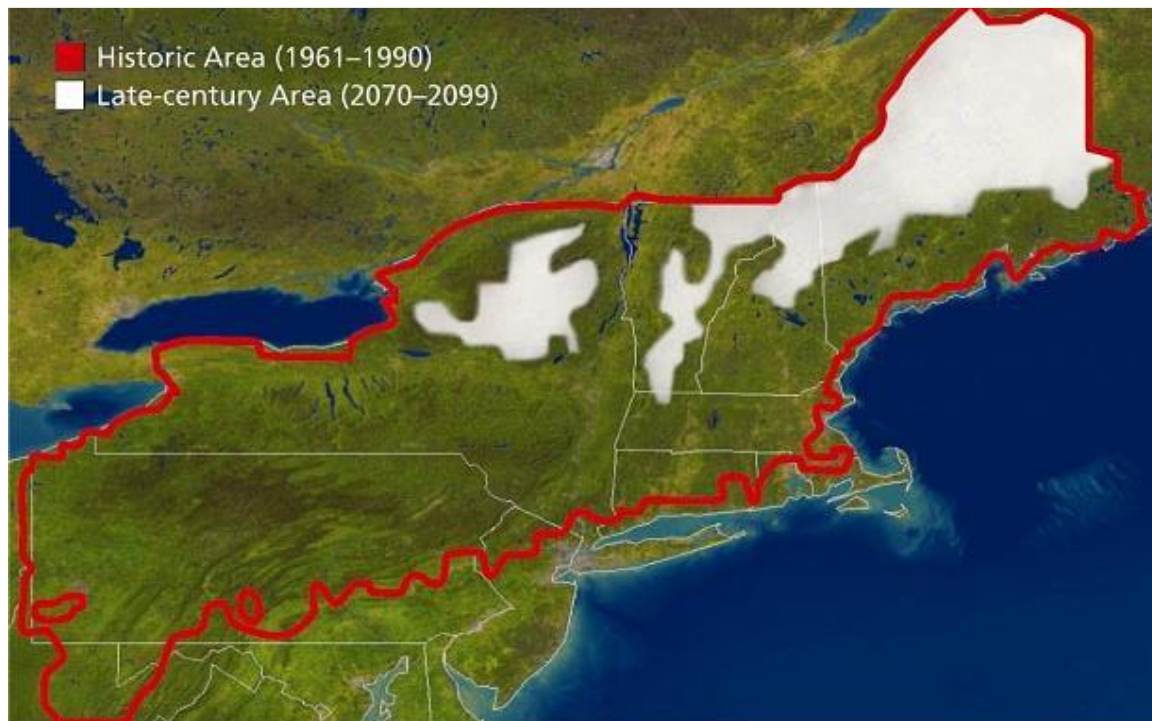 Historic Area (1961–1990)
Late-century Area (2070–2099)